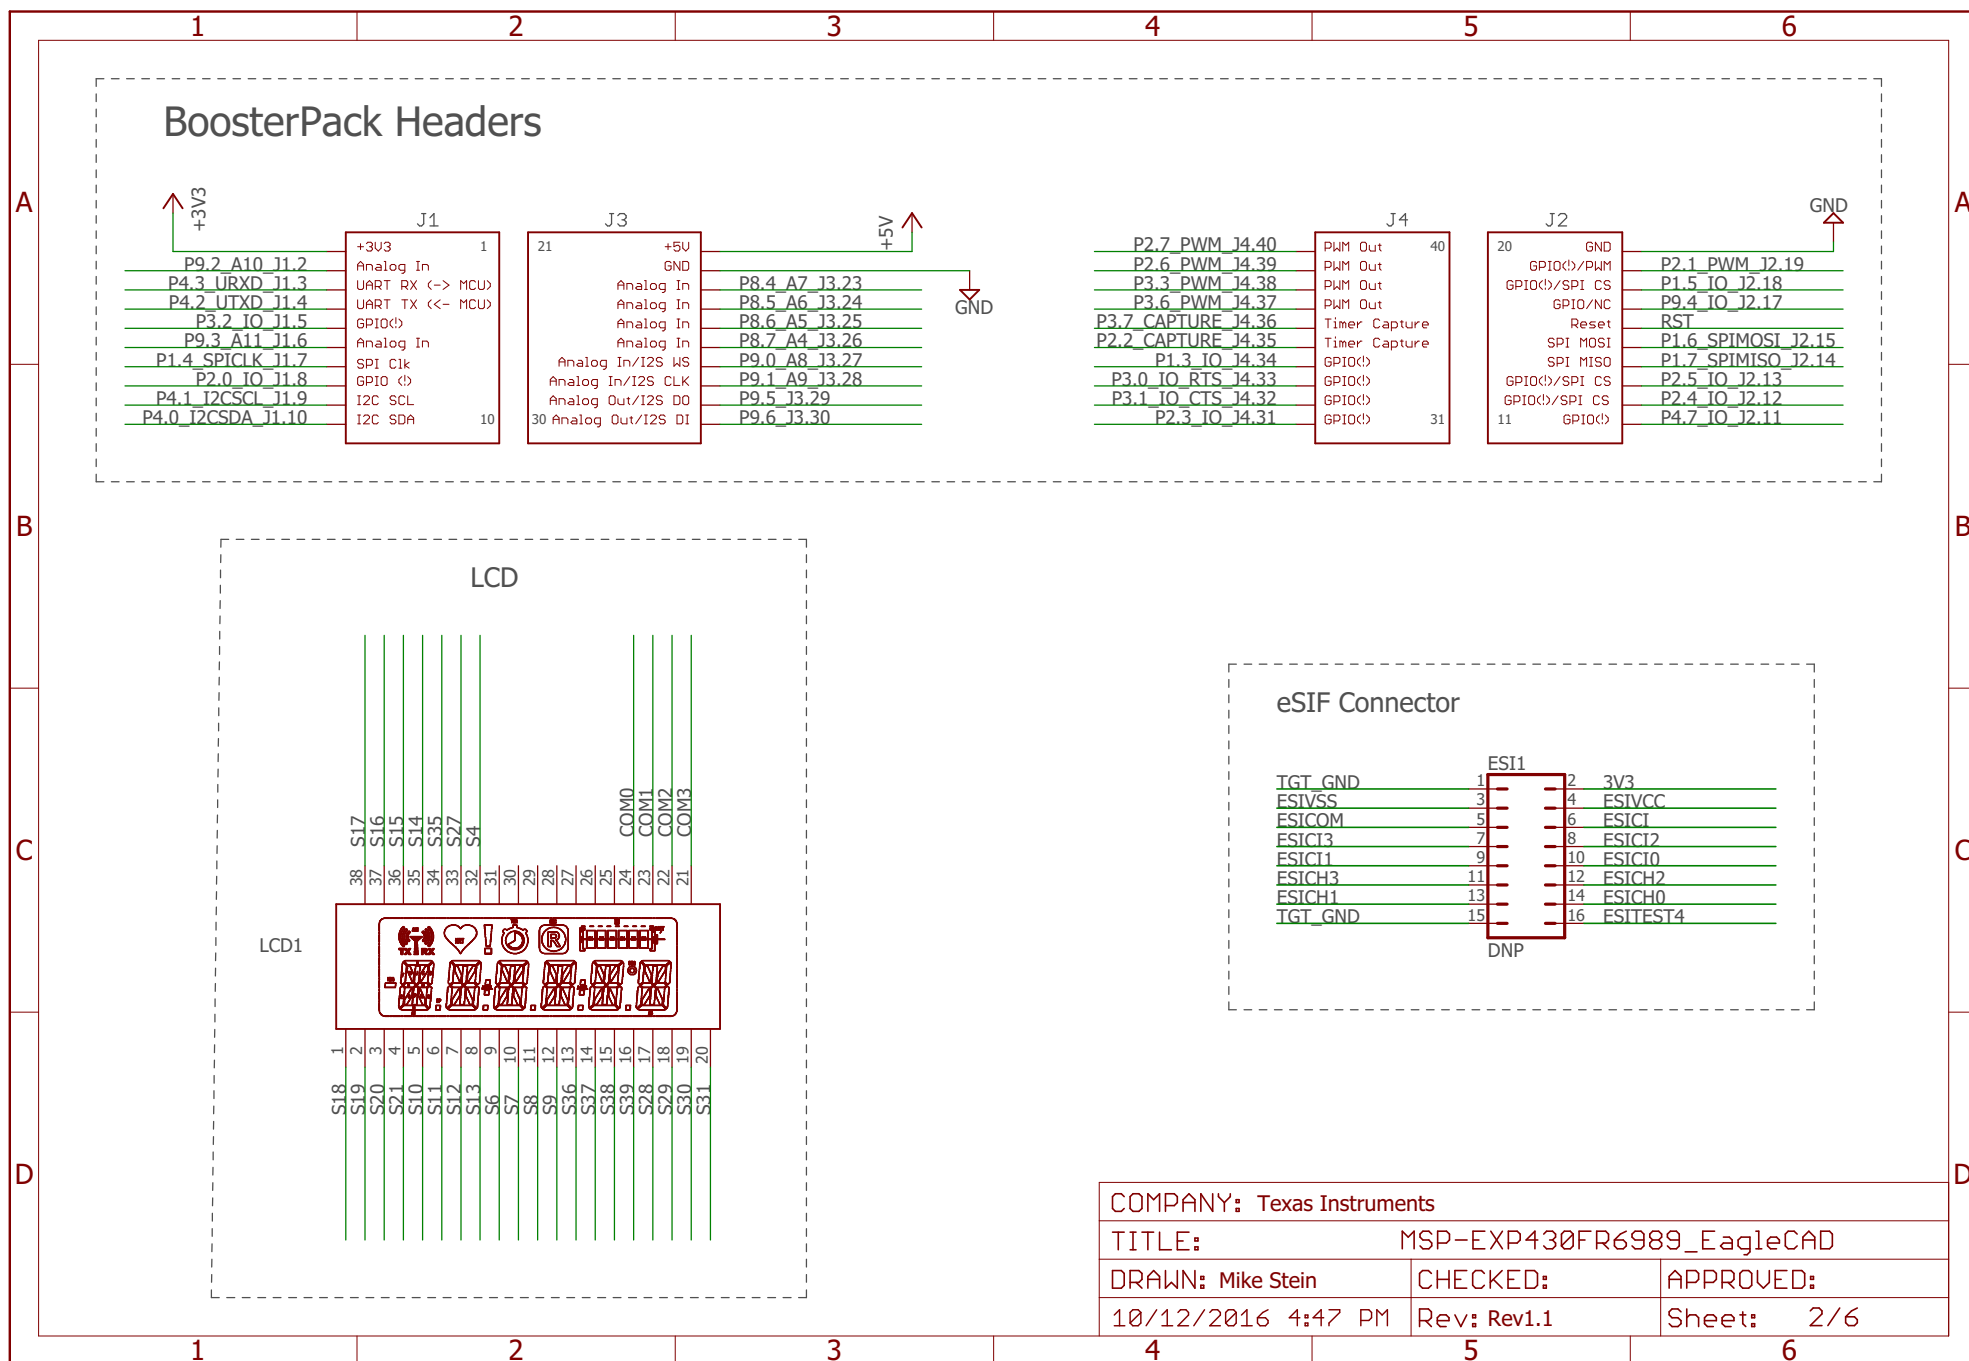 1 2 3 4 5 6
A A
B B
C C
D D
BoosterPack Headers
+3V3
J1
+3V3 1
P9.2_A10_J1.2 Analog In
P4.3_URXD_J1.3 UART RX (-> MCU)
P4.2_UTXD_J1.4 UART TX (<- MCU)
P3.2_IO_J1.5 GPIO(!)
P9.3_A11_J1.6 Analog In
P1.4_SPICLK_J1.7 SPI Clk
P2.0_IO_J1.8 GPIO (!)
P4.1_I2CSCL_J1.9 I2C SCL
P4.0_I2CSDA_J1.10 I2C SDA 10
J3
21 +5V +5V
GND GND
Analog In P8.4_A7_J3.23
Analog In P8.5_A6_J3.24
Analog In P8.6_A5_J3.25
Analog In P8.7_A4_J3.26
Analog In/I2S WS P9.0_A8_J3.27
Analog In/I2S CLK P9.1_A9_J3.28
Analog Out/I2S DO P9.5_J3.29
30 Analog Out/I2S DI P9.6_J3.30
J4
P2.7_PWM_J4.40 PWM Out 40
P2.6_PWM_J4.39 PWM Out
P3.3_PWM_J4.38 PWM Out
P3.6_PWM_J4.37 PWM Out
P3.7_CAPTURE_J4.36 Timer Capture
P2.2_CAPTURE_J4.35 Timer Capture
P1.3_IO_J4.34 GPIO(!)
P3.0_IO_RTS_J4.33 GPIO(!)
P3.1_IO_CTS_J4.32 GPIO(!)
P2.3_IO_J4.31 GPIO(!) 31
J2
GND
20 GND
GPIO(!)/PWM P2.1_PWM_J2.19
GPIO(!)/SPI CS P1.5_IO_J2.18
GPIO/NC P9.4_IO_J2.17
Reset RST
SPI MOSI P1.6_SPIMOSI_J2.15
SPI MISO P1.7_SPIMISO_J2.14
GPIO(!)/SPI CS P2.5_IO_J2.13
GPIO(!)/SPI CS P2.4_IO_J2.12
11 GPIO(!) P4.7_IO_J2.11
LCD
S17 S16 S15 S14 S35 S27 S4 COM0 COM1 COM2 COM3
38 37 36 35 34 33 32 31 30 29 28 27 26 25 24 23 22 21
LCD1
TX RX R
1 2 3 4 5 6 7 8 9 10 11 12 13 14 15 16 17 18 19 20
S18 S19 S20 S21 S10 S11 S12 S13 S6 S7 S8 S9 S36 S37 S38 S39 S28 S29 S30 S31
eSIF Connector
ESI1
TGT_GND 1 2 3V3
ESIVSS 3 4 ESIVCC
ESICOM 5 6 ESICI
ESICI3 7 8 ESICI2
ESICI1 9 10 ESICI0
ESICH3 11 12 ESICH2
ESICH1 13 14 ESICH0
TGT_GND 15 16 ESITEST4
DNP
COMPANY: Texas Instruments
TITLE: MSP-EXP430FR6989_EagleCAD
DRAWN: Mike Stein CHECKED: APPROVED:
10/12/2016 4:47 PM Rev: Rev1.1 Sheet: 2/6
1 2 3 4 5 6